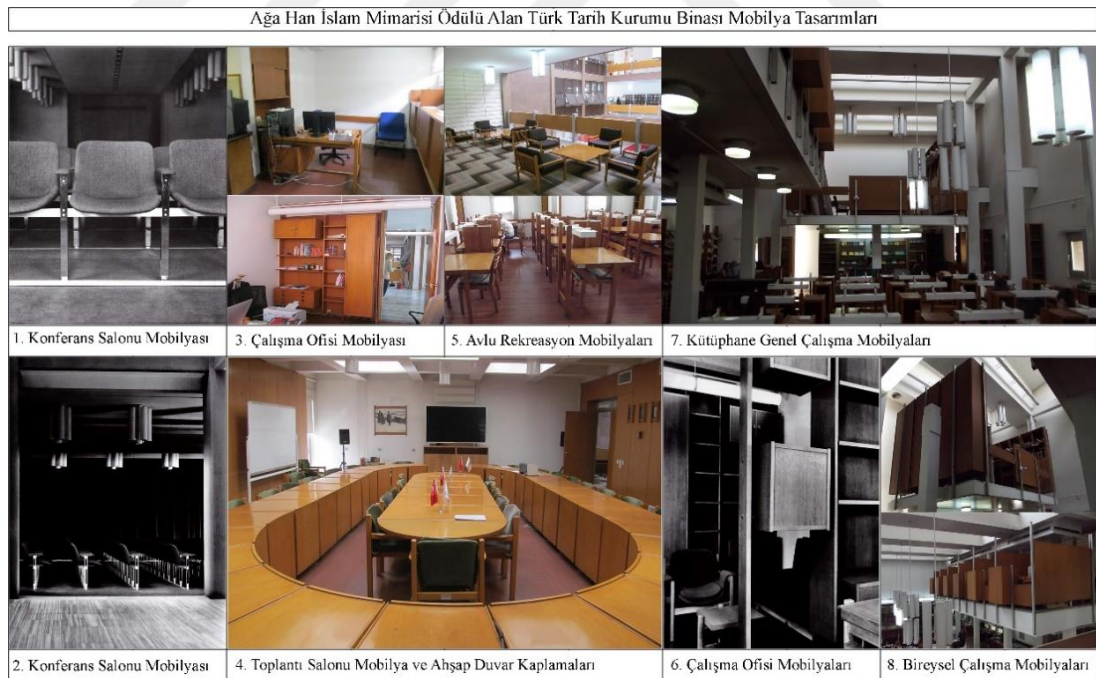 Ağa Han İslam Mimarisi Ödülü Alan Türk Tarih Kurumu Binası Mobilya Tasarımları
1. Konferans Salonu Mobilyası
3. Çalışma Ofisi Mobilyası
5. Avlu Rekreasyon Mobilyaları
7. Kütüphane Genel Çalışma Mobilyaları
2. Konferans Salonu Mobilyası
4. Toplantı Salonu Mobilya ve Ahşap Duvar Kaplamaları
6. Çalışma Ofisi Mobilyaları
8. Bireysel Çalışma Mobilyaları